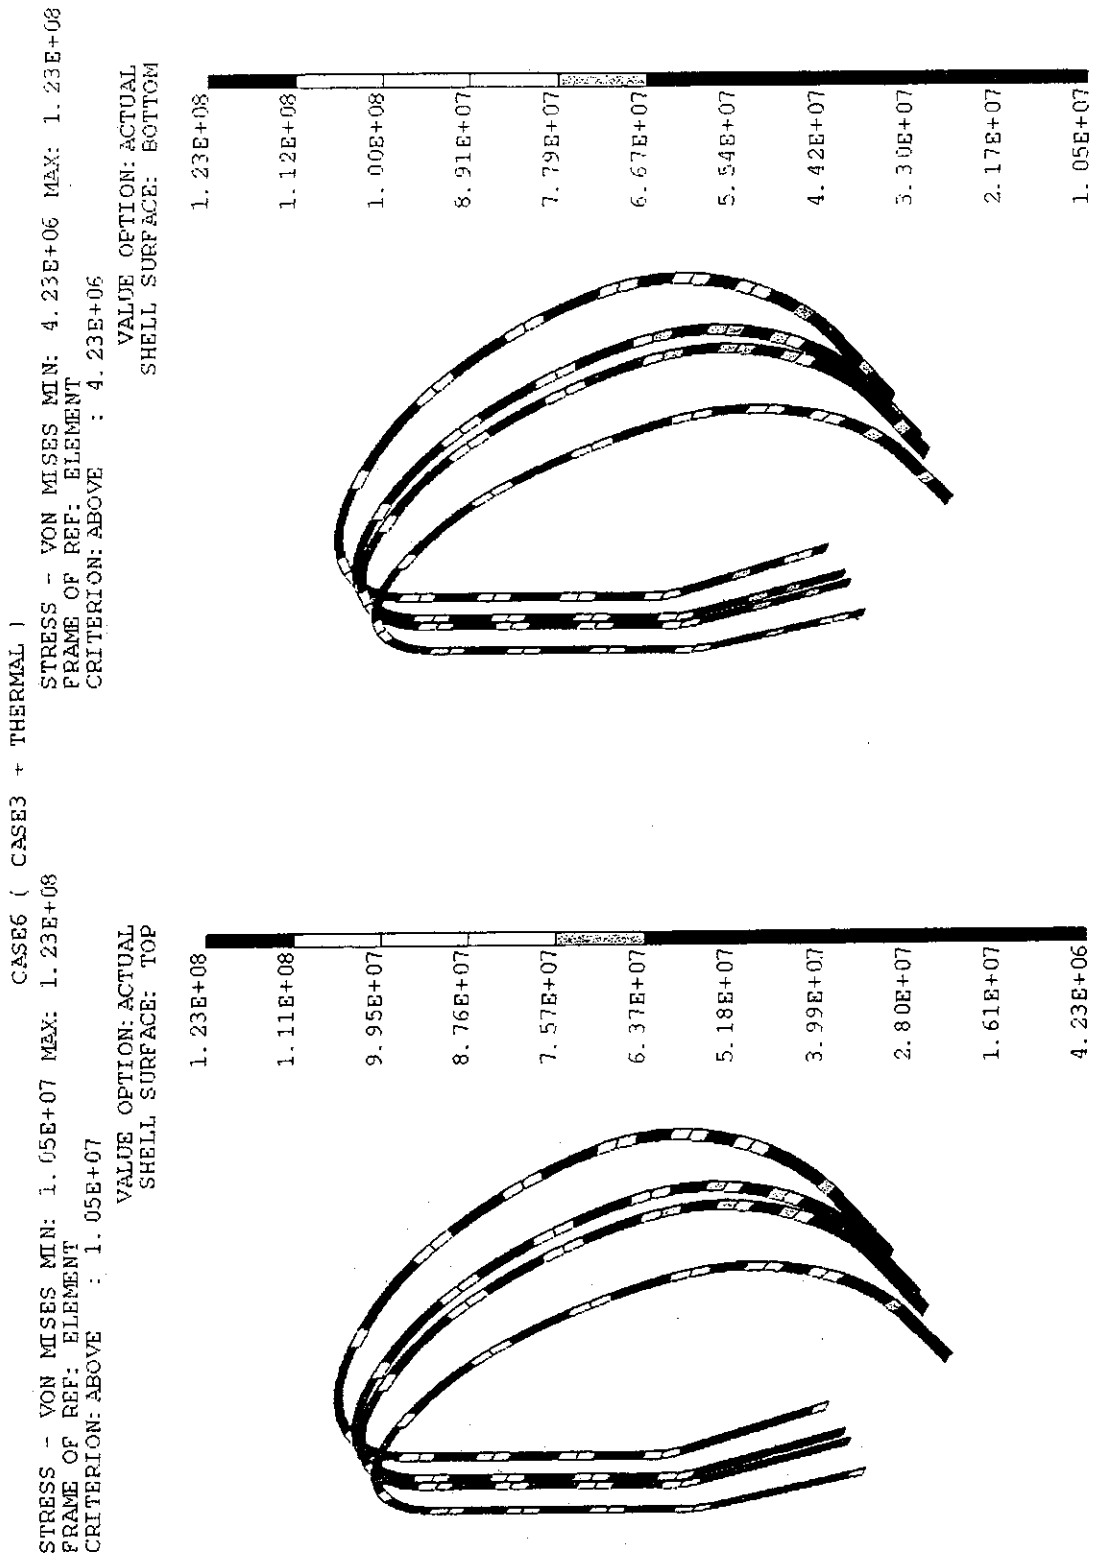 CASE6 ( CASE3 + THERMAL )
STRESS - VON MISES MIN: 1.05E+07 MAX: 1.23E+08
FRAME OF REF: ELEMENT
CRITERION: ABOVE : 1.05E+07
VALUE OPTION: ACTUAL
SHELL SURFACE: TOP
1.23E+08
1.11E+08
9.95E+07
8.76E+07
7.57E+07
6.37E+07
5.18E+07
3.99E+07
2.80E+07
1.61E+07
4.23E+06
STRESS - VON MISES MIN: 4.23E+06 MAX: 1.23E+08
FRAME OF REF: ELEMENT
CRITERION: ABOVE : 4.23E+06
VALUE OPTION: ACTUAL
SHELL SURFACE: BOTTOM
1.23E+08
1.12E+08
1.00E+08
8.91E+07
7.79E+07
6.67E+07
5.54E+07
4.42E+07
3.30E+07
2.17E+07
1.05E+07